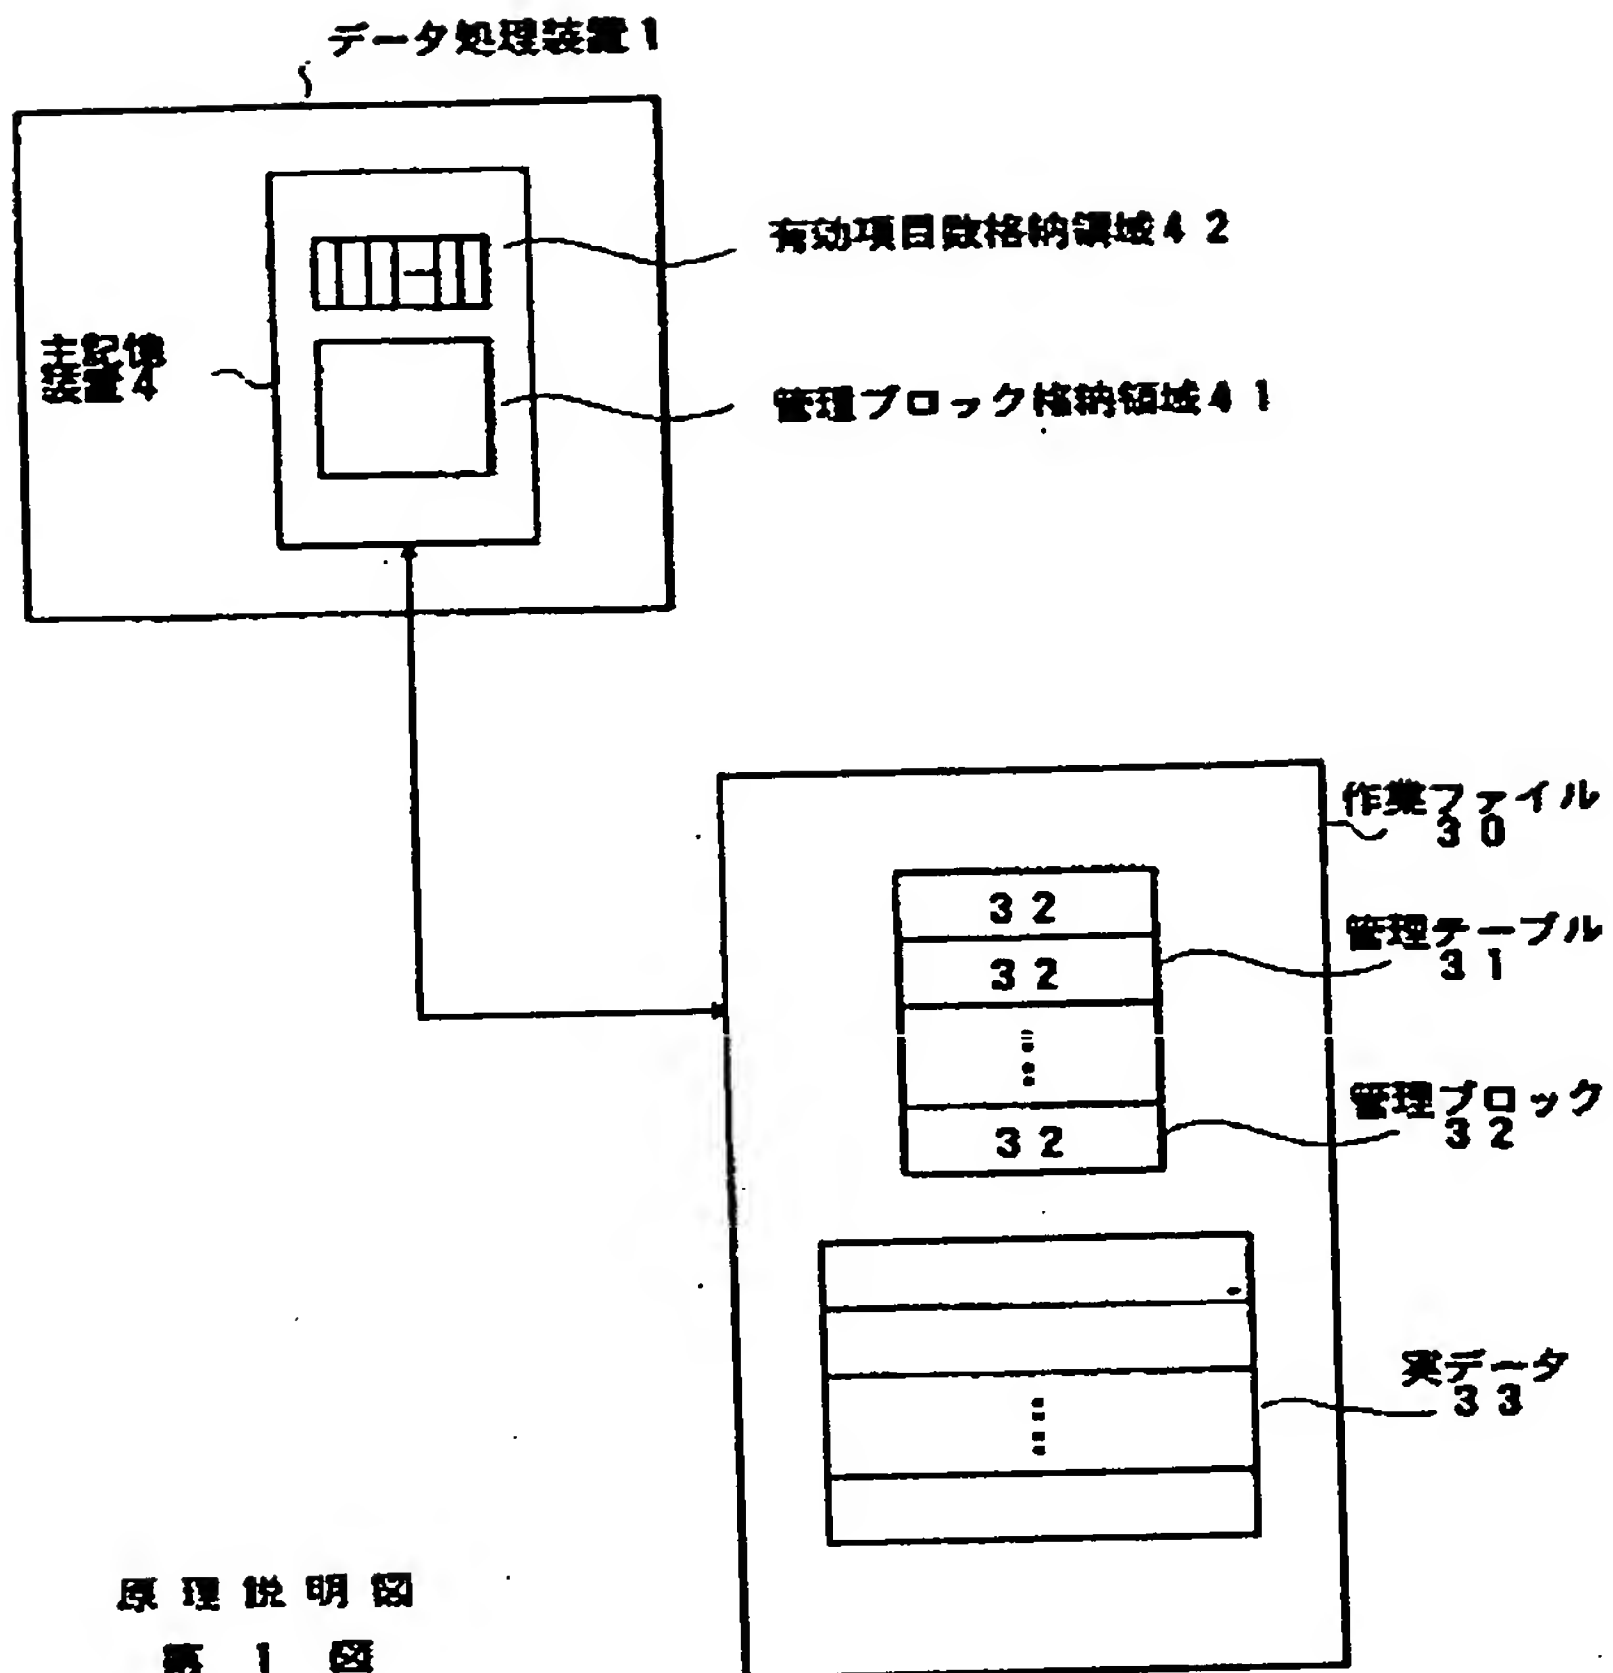 データ処理装置1
有効項目数格納領域42
主記憶
装置4
管理ブロック格納領域41
作業ファイル
30
32
管理テーブル
31
32
管理ブロック
32
32
実データ
33
原理説明図
第1図